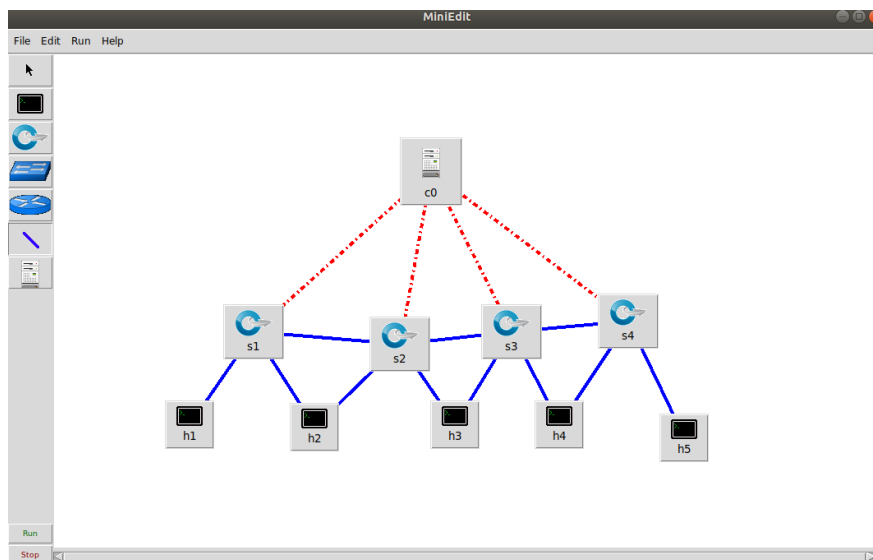 MiniEdit
File Edit Run Help
c0
s1
s2
s3
s4
h1
h2
h3
h4
h5
Run
Stop